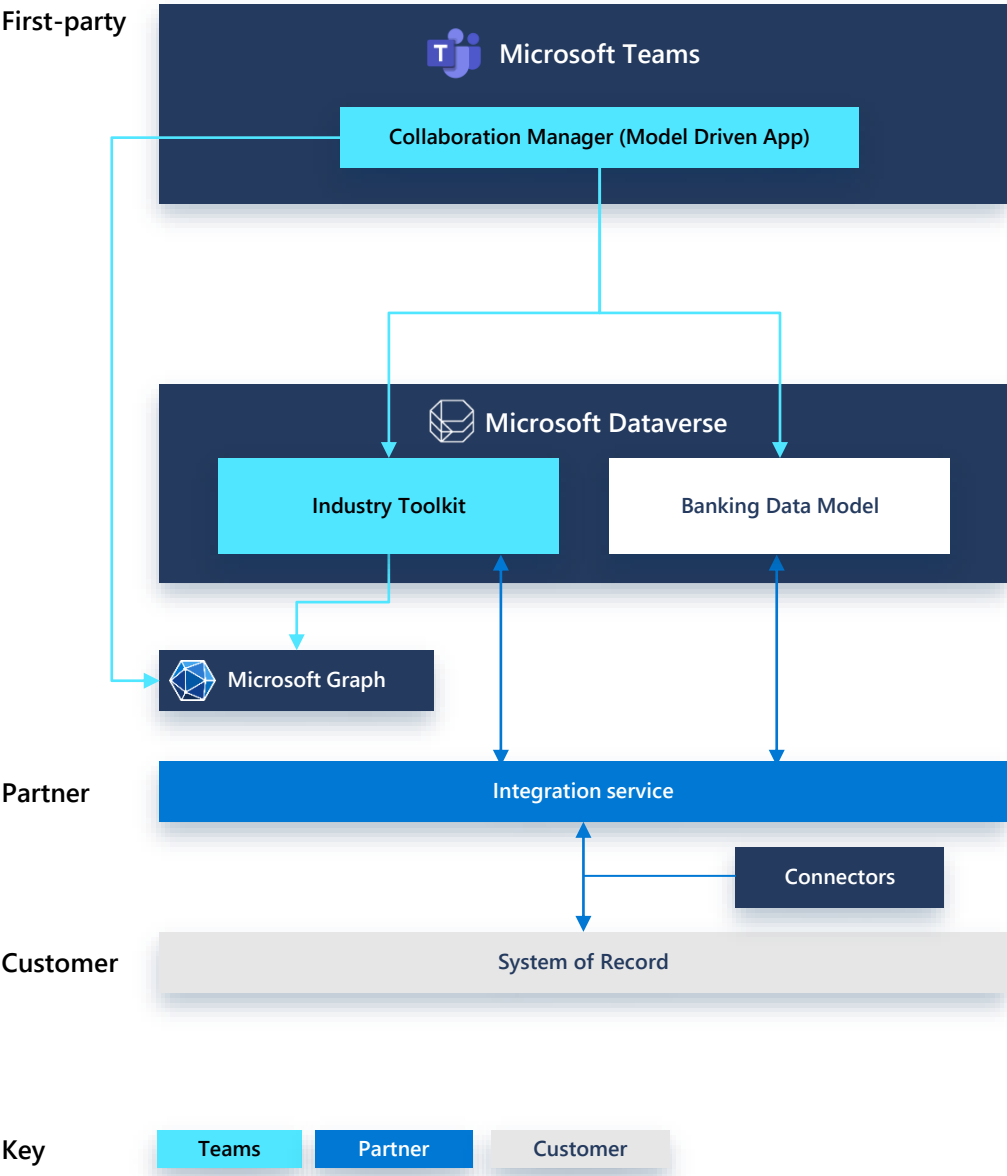 First-party
T
Microsoft Teams
Collaboration Manager (Model Driven App)
Microsoft Dataverse
Industry Toolkit
Banking Data Model
Microsoft Graph
Partner
Integration service
Connectors
Customer
System of Record
Key
Teams
Partner
Customer